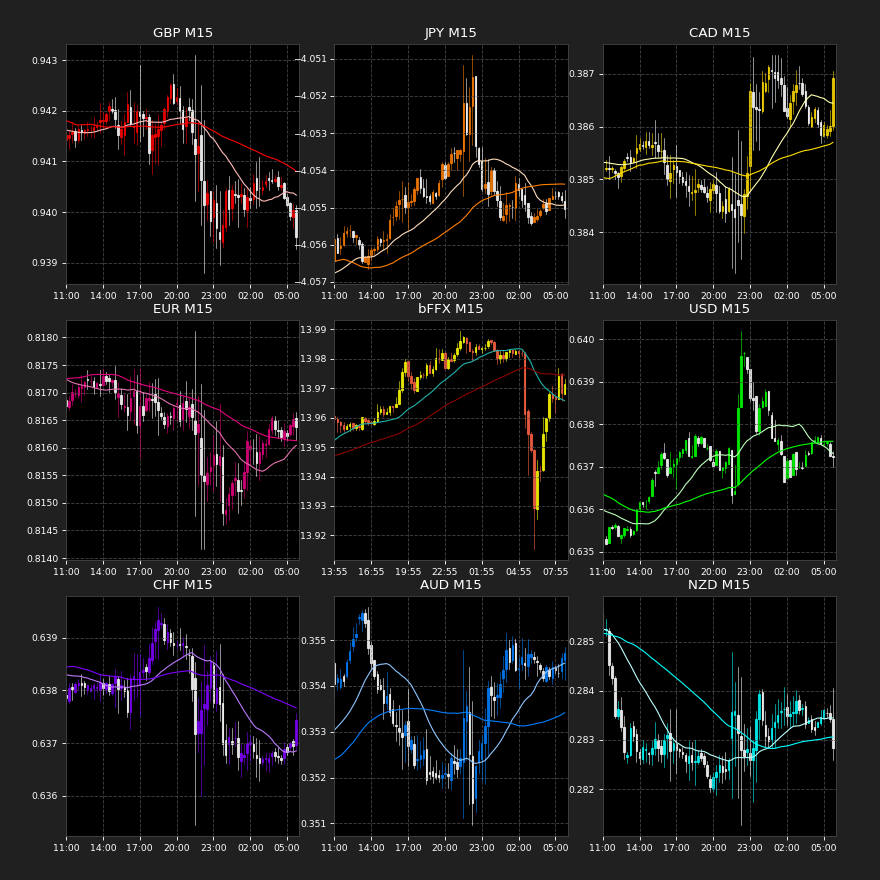 GBP M15
JPY M15
CAD M15
0.943
0.942
0.941
0.940
0.939
−4.051
−4.052
−4.053
−4.054
−4.055
−4.056
−4.057
0.387
0.386
0.385
0.384
11:00 14:00 17:00 20:00 23:00 02:00 05:00
11:00 14:00 17:00 20:00 23:00 02:00 05:00
11:00 14:00 17:00 20:00 23:00 02:00 05:00
EUR M15
bFFX M15
USD M15
0.8180
0.8175
0.8170
0.8165
0.8160
0.8155
0.8150
0.8145
0.8140
13.99
13.98
13.97
13.96
13.95
13.94
13.93
13.92
0.640
0.639
0.638
0.637
0.636
0.635
11:00 14:00 17:00 20:00 23:00 02:00 05:00
13:55 16:55 19:55 22:55 01:55 04:55 07:55
11:00 14:00 17:00 20:00 23:00 02:00 05:00
CHF M15
AUD M15
NZD M15
0.639
0.638
0.637
0.636
0.355
0.354
0.353
0.352
0.351
0.285
0.284
0.283
0.282
11:00 14:00 17:00 20:00 23:00 02:00 05:00
11:00 14:00 17:00 20:00 23:00 02:00 05:00
11:00 14:00 17:00 20:00 23:00 02:00 05:00